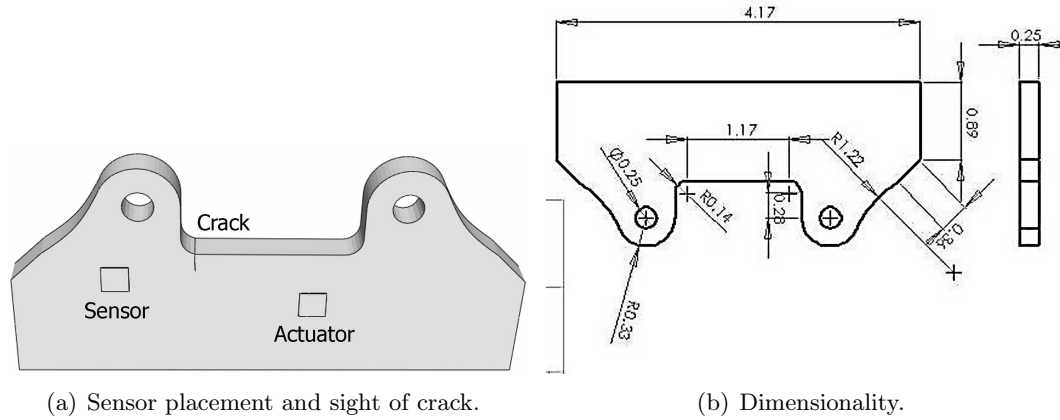 Crack
Sensor
Actuator
(a) Sensor placement and sight of crack.
4.17
0.25
0.89
1.17
R1.22
Ø0.25
R0.14
0.28
0.36
R0.33
(b) Dimensionality.